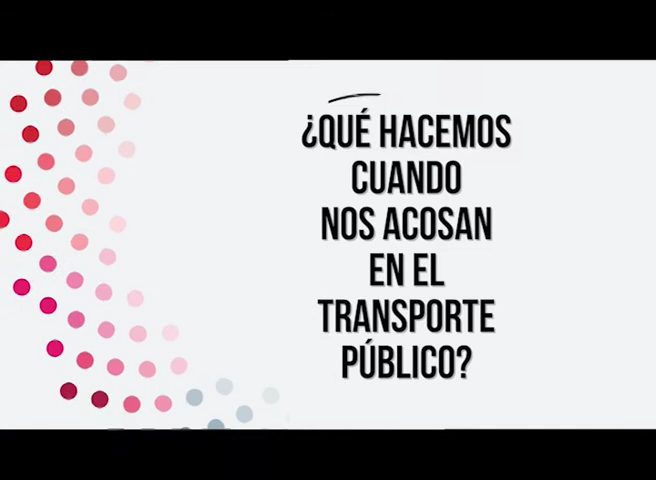 ¿QUÉ HACEMOS
CUANDO
NOS ACOSAN
EN EL
TRANSPORTE
PÚBLICO?